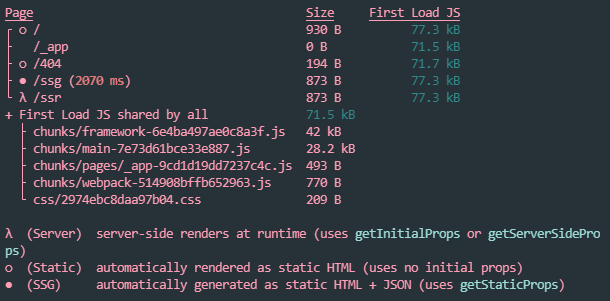 Page Size First Load JS
┌ ○ / 930 B 77.3 kB
├   /_app 0 B 71.5 kB
├ ○ /404 194 B 71.7 kB
├ ● /ssg (2070 ms) 873 B 77.3 kB
└ λ /ssr 873 B 77.3 kB
+ First Load JS shared by all 71.5 kB
├ chunks/framework-6e4ba497ae0c8a3f.js 42 kB
├ chunks/main-7e73d61bce33e887.js 28.2 kB
├ chunks/pages/_app-9cd1d19dd7237c4c.js 493 B
├ chunks/webpack-514908bffb652963.js 770 B
└ css/2974ebc8daa97b04.css 209 B
λ (Server) server-side renders at runtime (uses getInitialProps or getServerSidePro
ps)
○ (Static) automatically rendered as static HTML (uses no initial props)
● (SSG) automatically generated as static HTML + JSON (uses getStaticProps)